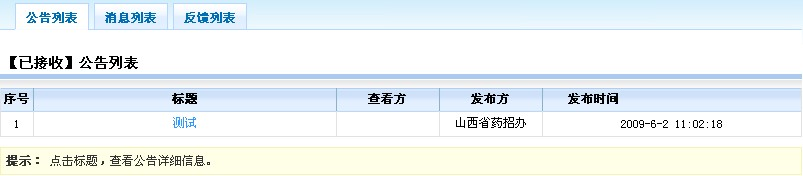 公告列表 消息列表 反馈列表
【已接收】公告列表
序号 标题 查看方 发布方 发布时间
1 测试 山西省药招办 2009-6-2 11:02:18
提示： 点击标题，查看公告详细信息。